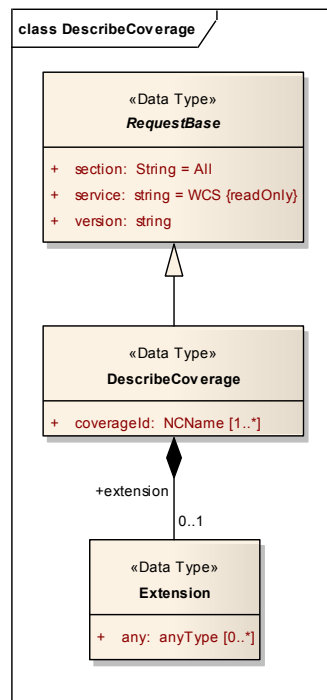 class DescribeCoverage
«Data Type»
RequestBase
+ section: String = All
+ service: string = WCS {readOnly}
+ version: string
«Data Type»
DescribeCoverage
+ coverageId: NCName [1..*]
+extension
0..1
«Data Type»
Extension
+ any: anyType [0..*]